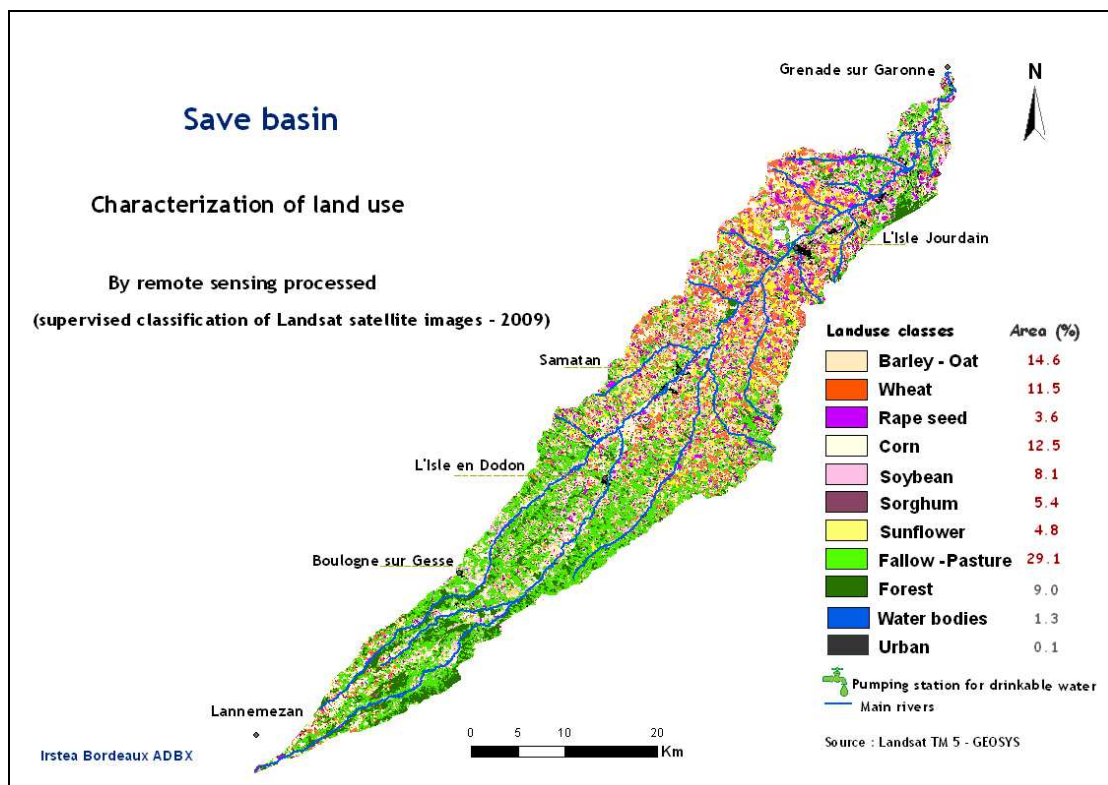 Save basin
Characterization of land use
By remote sensing processed
(supervised classification of Landsat satellite images - 2009)
Grenade sur Garonne
N
L'Isle Jourdain
Samatan
L'Isle en Dodon
Boulogne sur Gesse
Lannemezan
Landuse classes Area (%)
Barley - Oat 14.6
Wheat 11.5
Rape seed 3.6
Corn 12.5
Soybean 8.1
Sorghum 5.4
Sunflower 4.8
Fallow -Pasture 29.1
Forest 9.0
Water bodies 1.3
Urban 0.1
Pumping station for drinkable water
Main rivers
Source : Landsat TM 5 - GEOSYS
0 5 10 20
Km
Irstea Bordeaux ADBX